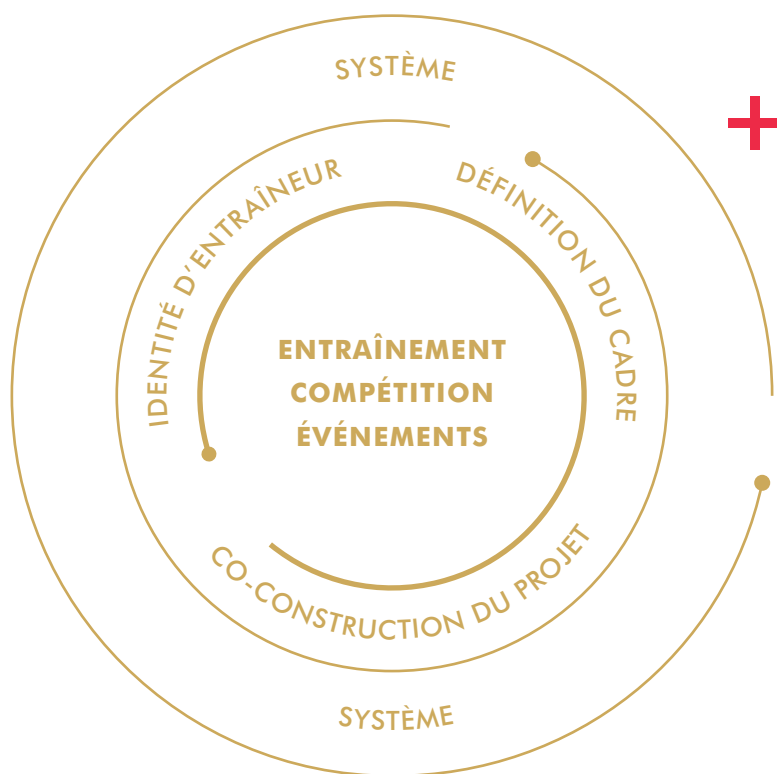 SYSTÈME
IDENTITÉ D'ENTRAÎNEUR
DÉFINITION DU CADRE
ENTRAÎNEMENT
COMPÉTITION
ÉVÉNEMENTS
CO-CONSTRUCTION DU PROJET
SYSTÈME